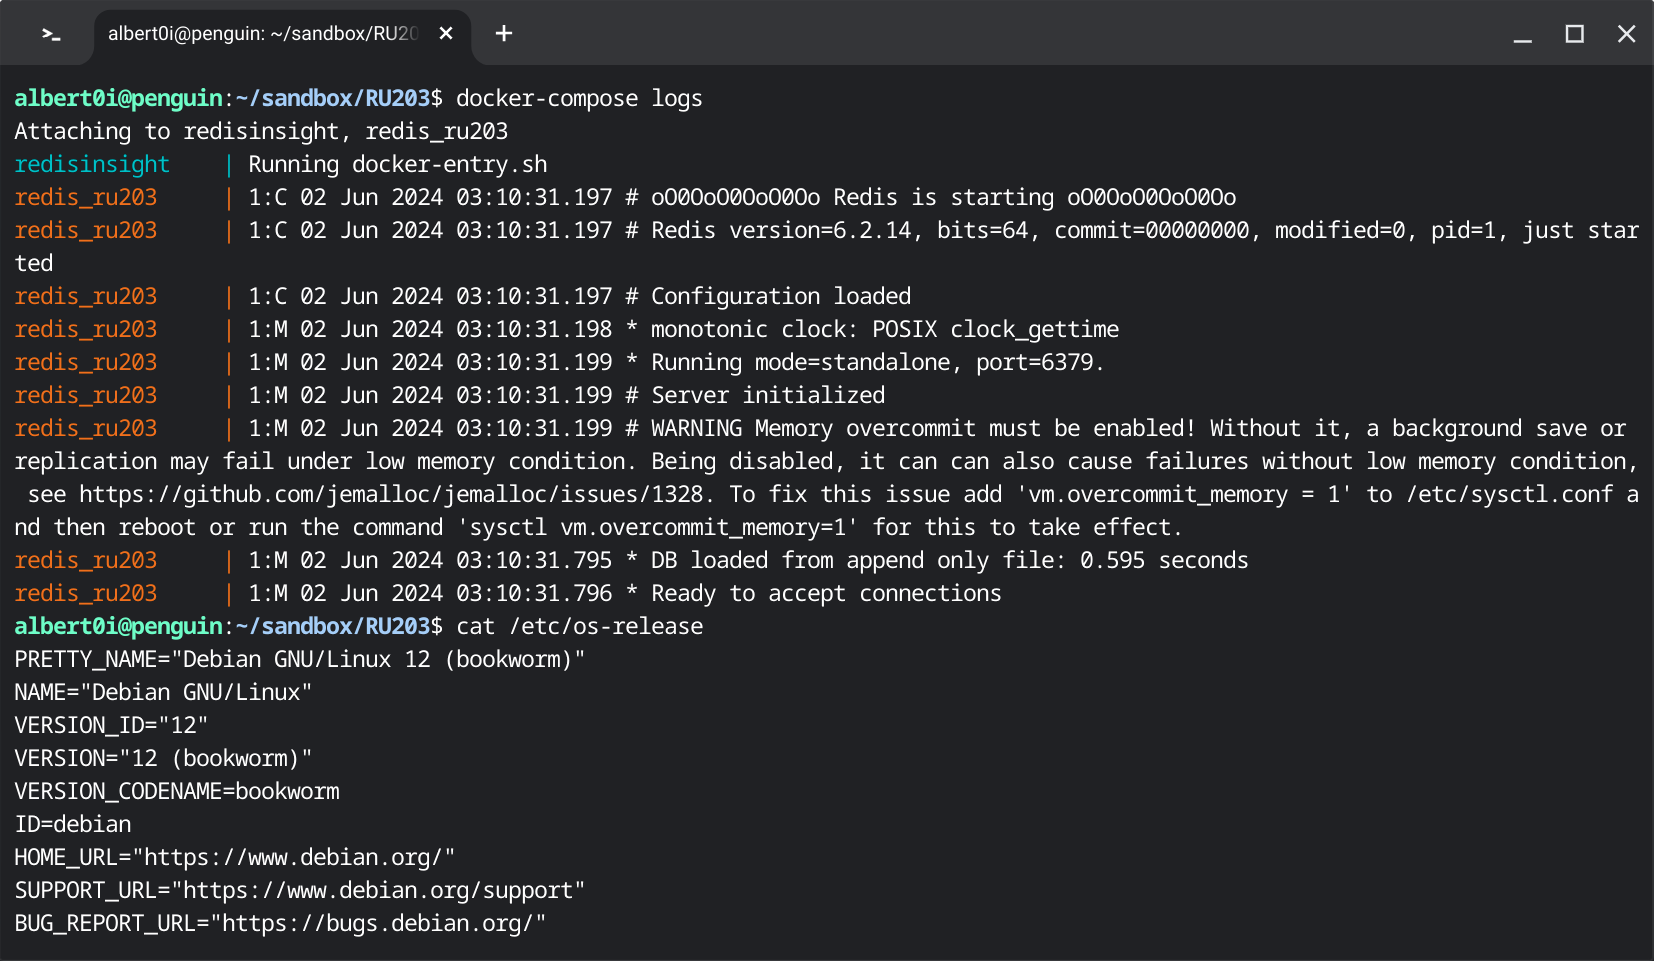 albert0i@penguin: ~/sandbox/RU20
albert0i@penguin:~/sandbox/RU203$ docker-compose logs
Attaching to redisinsight, redis_ru203
redisinsight    | Running docker-entry.sh
redis_ru203     | 1:C 02 Jun 2024 03:10:31.197 # oO0OoO0OoO0Oo Redis is starting oO0OoO0OoO0Oo
redis_ru203     | 1:C 02 Jun 2024 03:10:31.197 # Redis version=6.2.14, bits=64, commit=00000000, modified=0, pid=1, just star
ted
redis_ru203     | 1:C 02 Jun 2024 03:10:31.197 # Configuration loaded
redis_ru203     | 1:M 02 Jun 2024 03:10:31.198 * monotonic clock: POSIX clock_gettime
redis_ru203     | 1:M 02 Jun 2024 03:10:31.199 * Running mode=standalone, port=6379.
redis_ru203     | 1:M 02 Jun 2024 03:10:31.199 # Server initialized
redis_ru203     | 1:M 02 Jun 2024 03:10:31.199 # WARNING Memory overcommit must be enabled! Without it, a background save or
replication may fail under low memory condition. Being disabled, it can can also cause failures without low memory condition,
 see https://github.com/jemalloc/jemalloc/issues/1328. To fix this issue add 'vm.overcommit_memory = 1' to /etc/sysctl.conf a
nd then reboot or run the command 'sysctl vm.overcommit_memory=1' for this to take effect.
redis_ru203     | 1:M 02 Jun 2024 03:10:31.795 * DB loaded from append only file: 0.595 seconds
redis_ru203     | 1:M 02 Jun 2024 03:10:31.796 * Ready to accept connections
albert0i@penguin:~/sandbox/RU203$ cat /etc/os-release
PRETTY_NAME="Debian GNU/Linux 12 (bookworm)"
NAME="Debian GNU/Linux"
VERSION_ID="12"
VERSION="12 (bookworm)"
VERSION_CODENAME=bookworm
ID=debian
HOME_URL="https://www.debian.org/"
SUPPORT_URL="https://www.debian.org/support"
BUG_REPORT_URL="https://bugs.debian.org/"